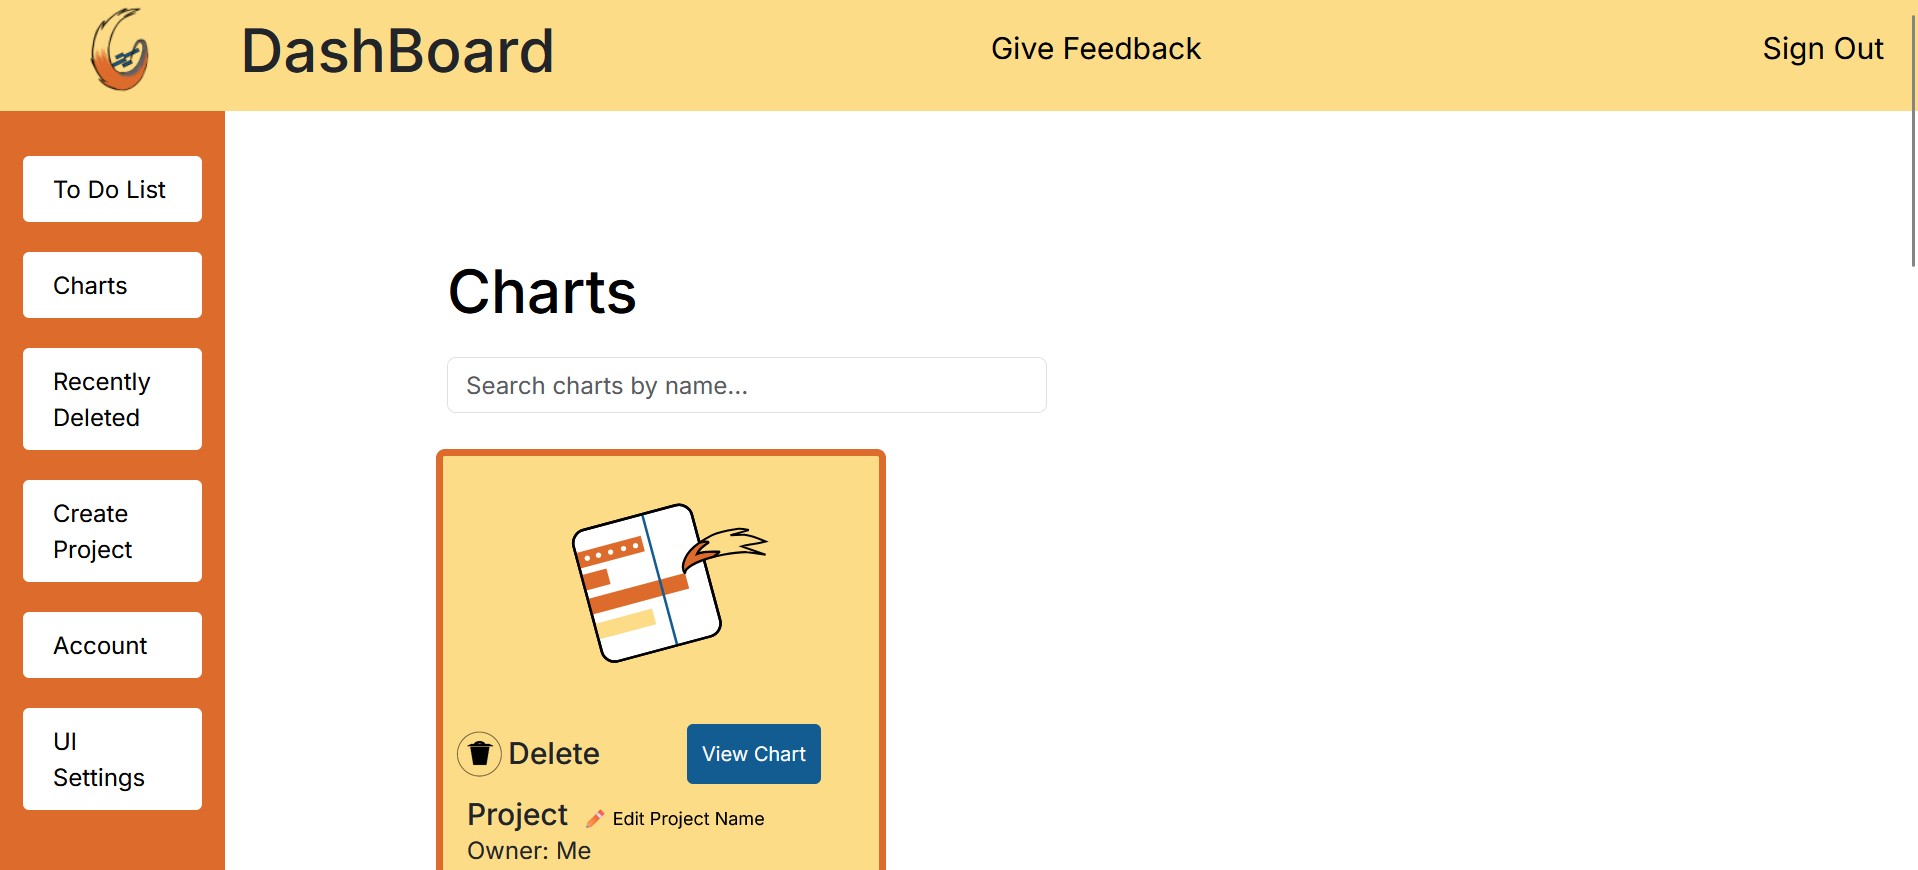 DashBoard
Give Feedback
Sign Out
To Do List
Charts
Recently
Deleted
Create
Project
Account
UI
Settings
Charts
Search charts by name...
Delete
View Chart
Project
Edit Project Name
Owner: Me